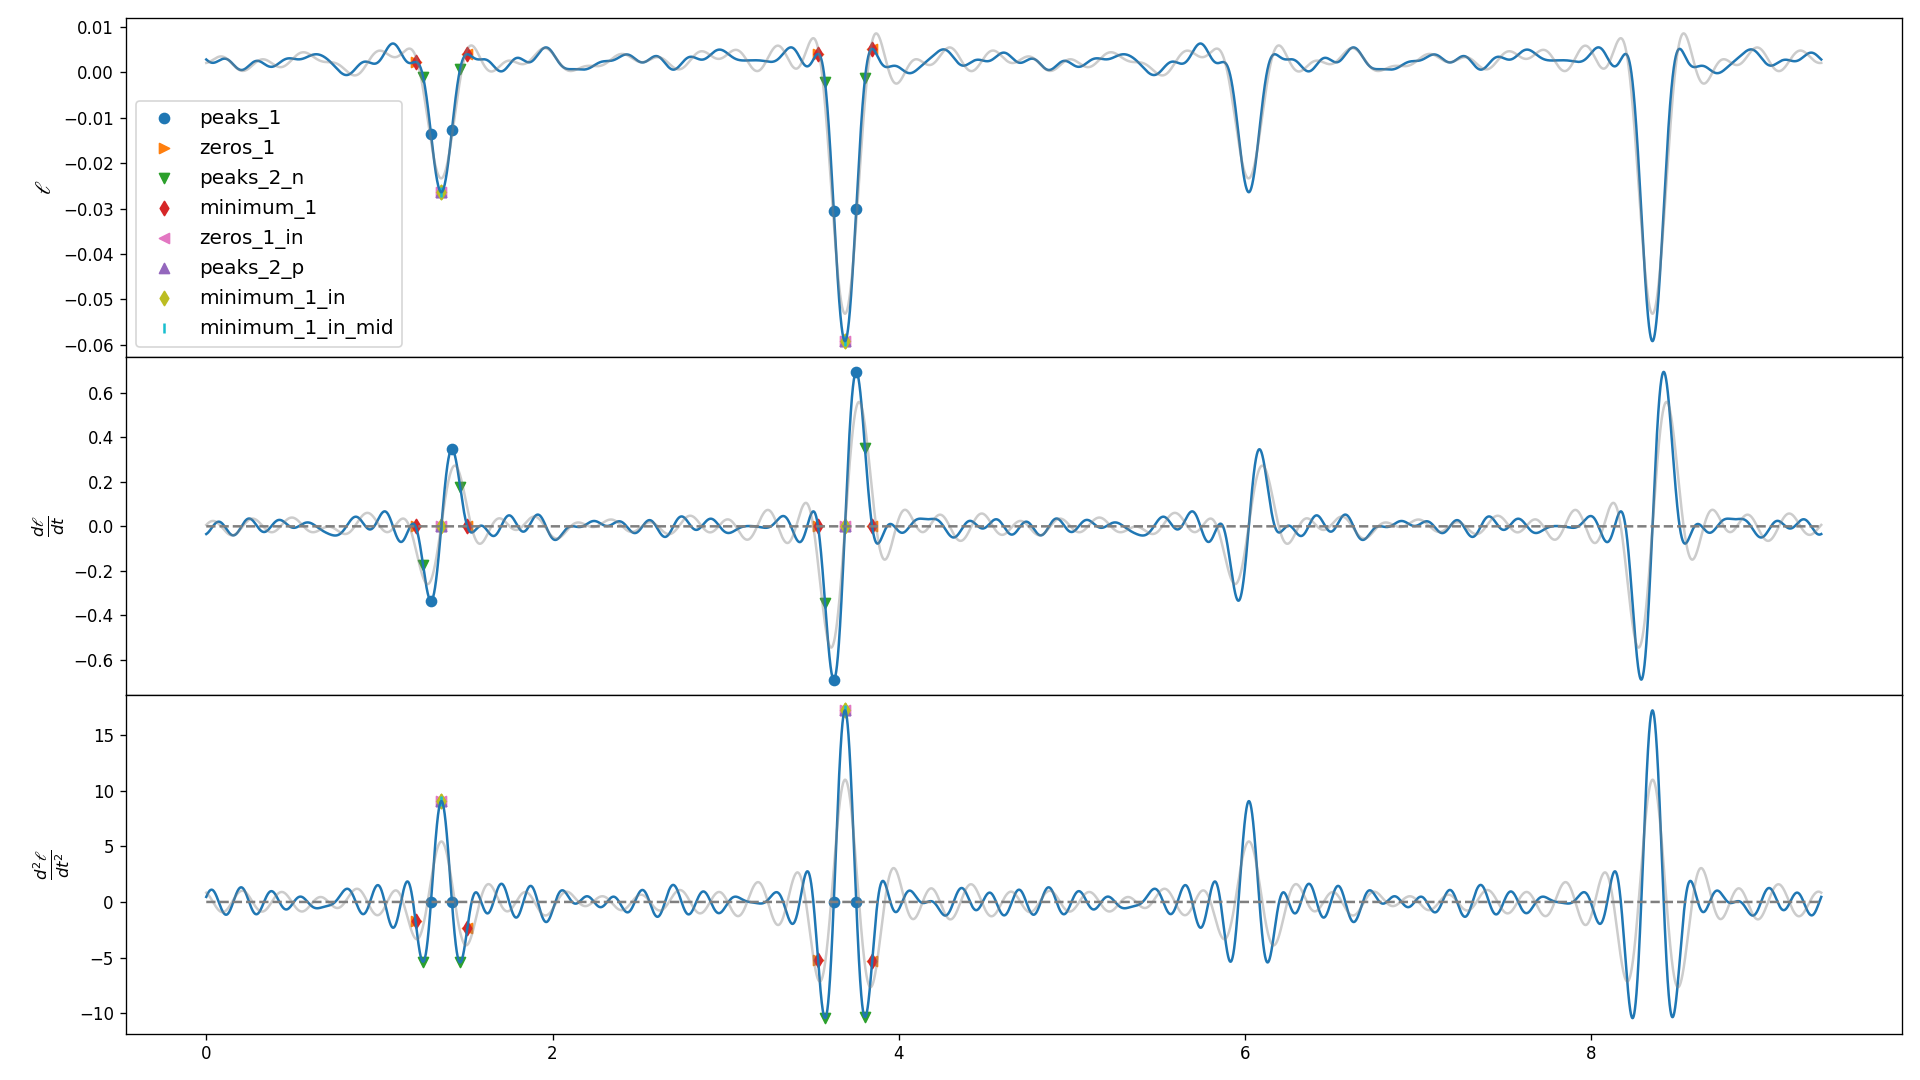 0.01
0.00
−0.01
−0.02
−0.03
−0.04
−0.05
−0.06
ℓ
peaks_1
zeros_1
peaks_2_n
minimum_1
zeros_1_in
peaks_2_p
minimum_1_in
minimum_1_in_mid
0.6
0.4
0.2
0.0
−0.2
−0.4
−0.6
dℓ
dt
15
10
5
0
−5
−10
d²ℓ
dt²
0 2 4 6 8